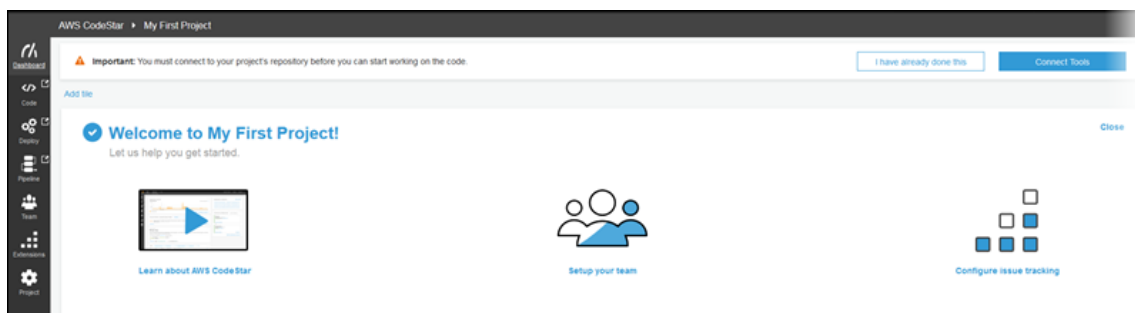 AWS CodeStar ▸ My First Project
Dashboard
Important: You must connect to your project's repository before you can start working on the code.
I have already done this
Connect Tools
Code
Add tile
Welcome to My First Project!
Close
Let us help you get started.
Deploy
Pipeline
Team
Extensions
Project
Learn about AWS CodeStar
Setup your team
Configure issue tracking